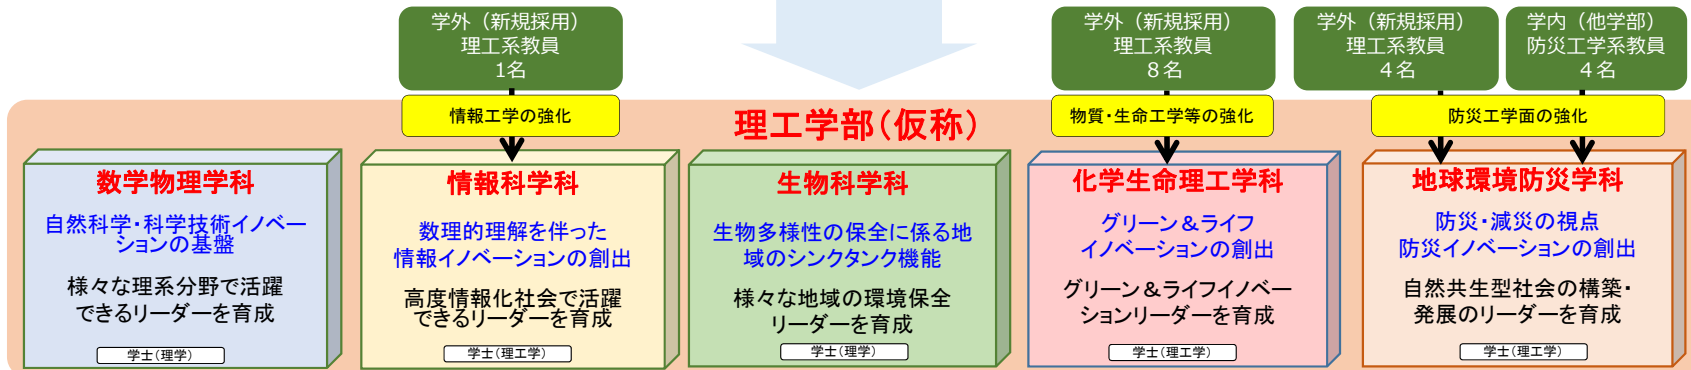 学外（新規採用）
理工系教員
1名
学外（新規採用）
理工系教員
８名
学外（新規採用）
理工系教員
４名
学内（他学部）
防災工学系教員
４名
情報工学の強化
物質・生命工学等の強化
防災工学面の強化
理工学部（仮称）
数学物理学科
自然科学・科学技術イノベー
ションの基盤
様々な理系分野で活躍
できるリーダーを育成
学士（理学）
情報科学科
数理的理解を伴った
情報イノベーションの創出
高度情報化社会で活躍
できるリーダーを育成
学士（理工学）
生物科学科
生物多様性の保全に係る地
域のシンクタンク機能
様々な地域の環境保全
リーダーを育成
学士（理学）
化学生命理工学科
グリーン＆ライフ
イノベーションの創出
グリーン＆ライフイノベー
ションリーダーを育成
学士（理工学）
地球環境防災学科
防災・減災の視点
防災イノベーションの創出
自然共生型社会の構築・
発展のリーダーを育成
学士（理工学）